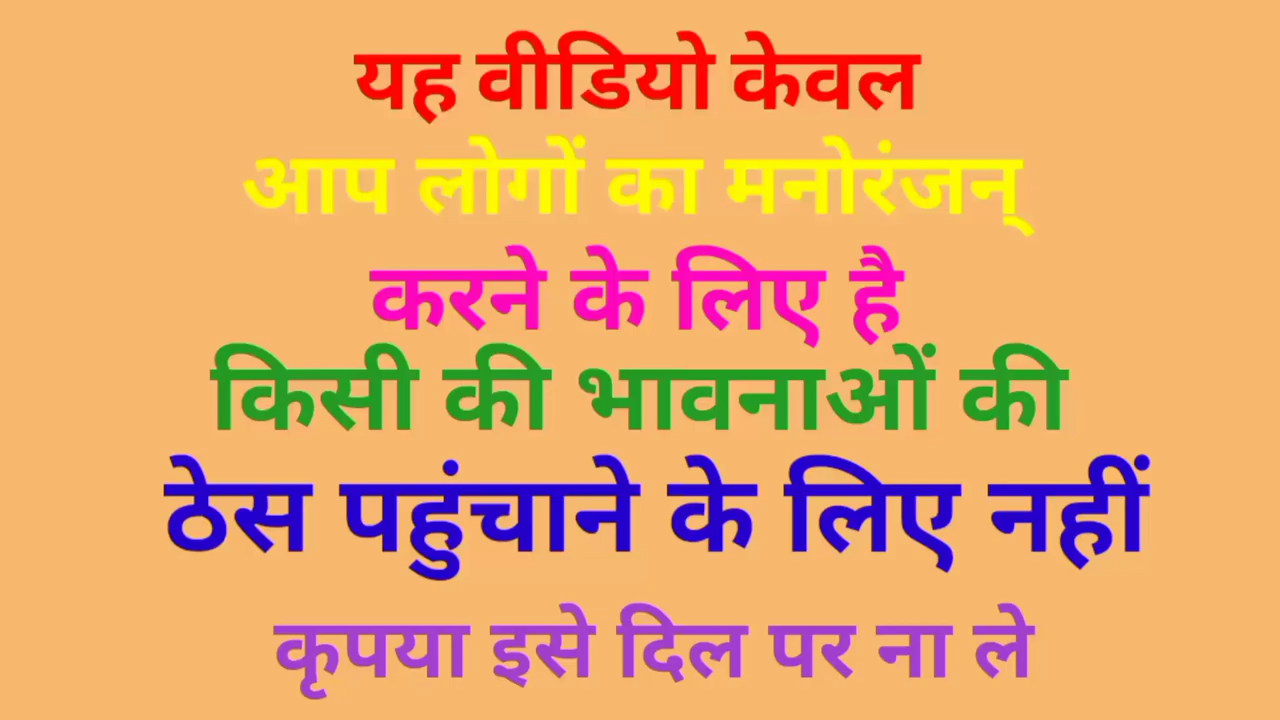 यह वीडियो केवल
आप लोगों का मनोरंजन्
करने के लिए है
किसी की भावनाओं की
ठेस पहुंचाने के लिए नहीं
कृपया इसे दिल पर ना ले